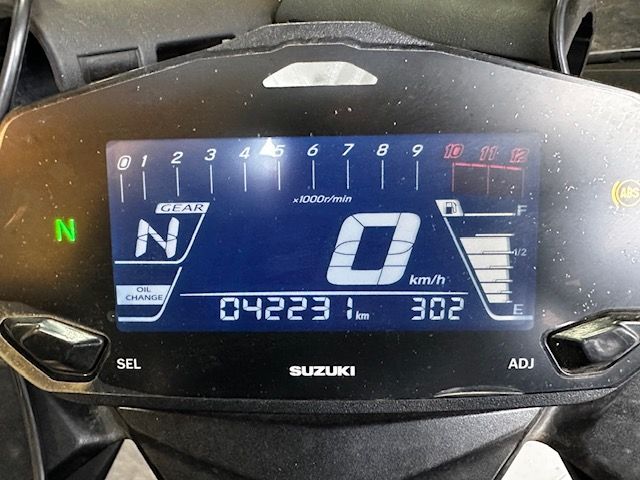 0 1 2 3 4 5 6 7 8 9 10 11 12
x1000r/min
GEAR
N
N
F
ABS
1/2
0 km/h
OIL
CHANGE
E
042231 km 302
SEL
SUZUKI
ADJ